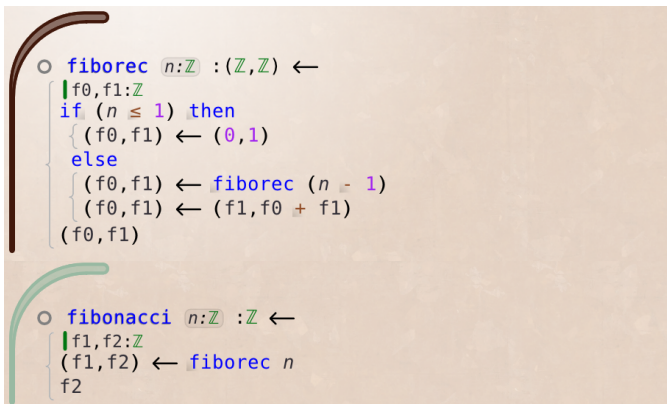 fiborec n:ℤ :(ℤ,ℤ) ←
f0,f1:ℤ
if (n ≤ 1) then
(f0,f1) ← (0,1)
else
(f0,f1) ← fiborec (n - 1)
(f0,f1) ← (f1,f0 + f1)
(f0,f1)
fibonacci n:ℤ :ℤ ←
f1,f2:ℤ
(f1,f2) ← fiborec n
f2